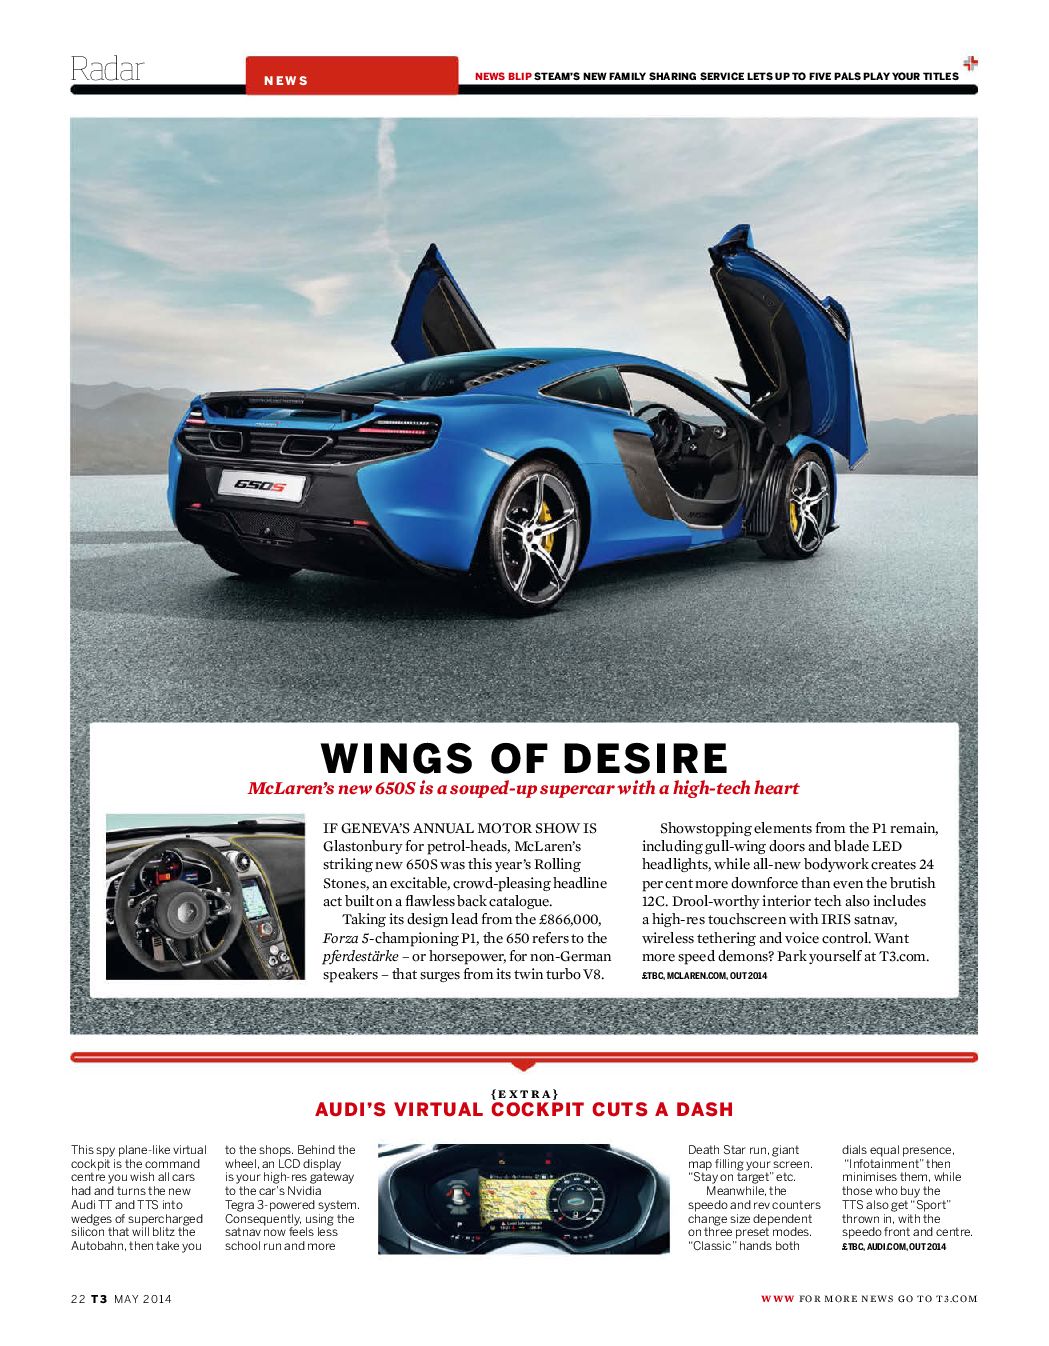 Radar
NEWS
NEWS BLIP STEAM'S NEW FAMILY SHARING SERVICE LETS UP TO FIVE PALS PLAY YOUR TITLES
650S
WINGS OF DESIRE
McLaren's new 650S is a souped-up supercar with a high-tech heart
IF GENEVA'S ANNUAL MOTOR SHOW IS
Glastonbury for petrol-heads, McLaren's
striking new 650S was this year's Rolling
Stones, an excitable, crowd-pleasing headline
act built on a flawless back catalogue.
Taking its design lead from the £866,000,
Forza 5-championing P1, the 650 refers to the
pferdestärke – or horsepower, for non-German
speakers – that surges from its twin turbo V8.
Showstopping elements from the P1 remain,
including gull-wing doors and blade LED
headlights, while all-new bodywork creates 24
per cent more downforce than even the brutish
12C. Drool-worthy interior tech also includes
a high-res touchscreen with IRIS satnav,
wireless tethering and voice control. Want
more speed demons? Park yourself at T3.com.
£TBC, MCLAREN.COM, OUT 2014
{EXTRA}
AUDI'S VIRTUAL COCKPIT CUTS A DASH
This spy plane-like virtual
cockpit is the command
centre you wish all cars
had and turns the new
Audi TT and TTS into
wedges of supercharged
silicon that will blitz the
Autobahn, then take you
to the shops. Behind the
wheel, an LCD display
is your high-res gateway
to the car's Nvidia
Tegra 3-powered system.
Consequently, using the
satnav now feels less
school run and more
Death Star run, giant
map filling your screen.
"Stay on target" etc.
Meanwhile, the
speedo and rev counters
change size dependent
on three preset modes.
"Classic" hands both
dials equal presence,
"Infotainment" then
minimises them, while
those who buy the
TTS also get "Sport"
thrown in, with the
speedo front and centre.
£TBC, AUDI.COM, OUT 2014
22 T3 MAY 2014
WWW FOR MORE NEWS GO TO T3.COM